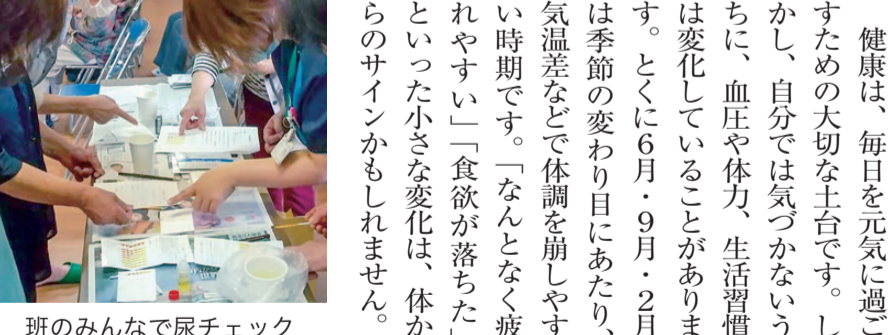 健康は、毎日を元気に過ご
すための大切な土台です。し
かし、自分では気づかないう
ちに、血圧や体力、生活習慣
は変化していることがありま
す。とくに6月・9月・2月
は季節の変わり目にあたり、
気温差などで体調を崩しやす
い時期です。「なんとなく疲
れやすい」「食欲が落ちた」
といった小さな変化は、体か
らのサインかもしれません。
班のみんなで尿チェック